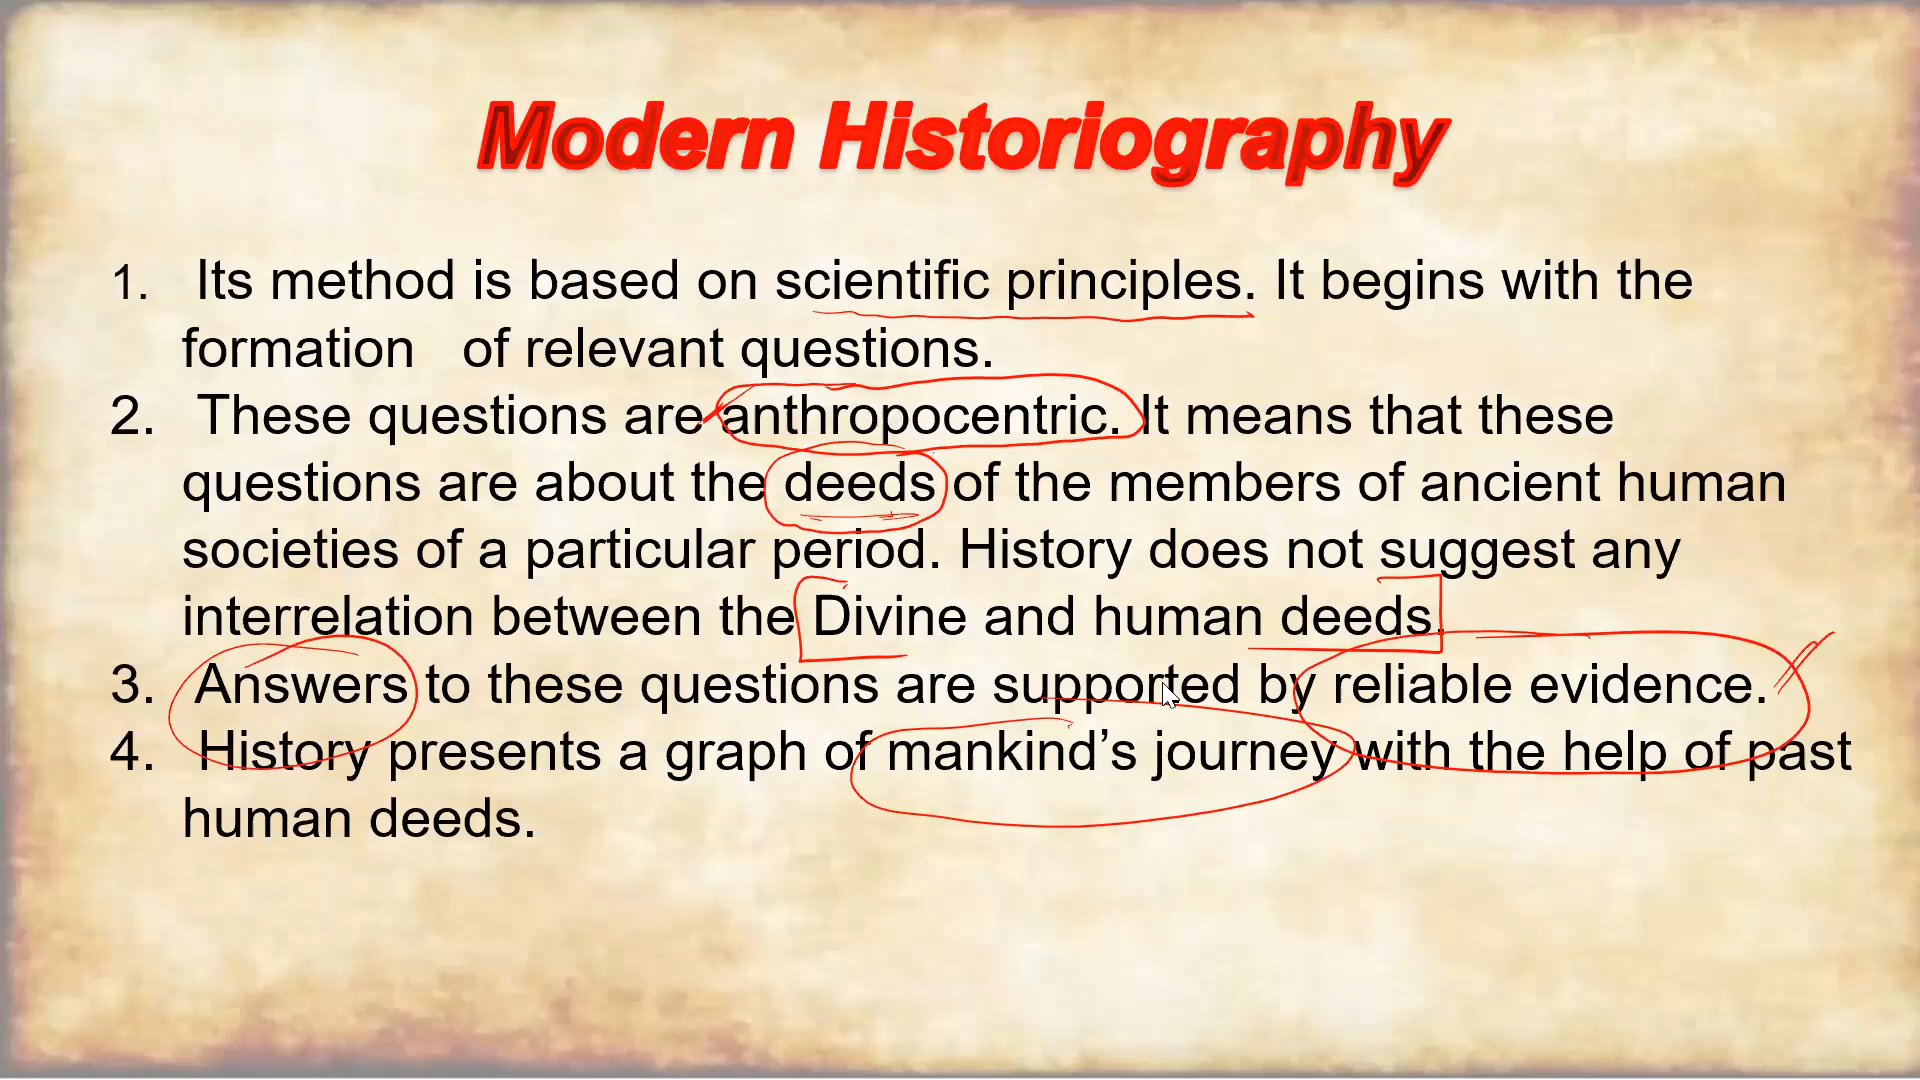 Modern Historiography
1. Its method is based on scientific principles. It begins with the
formation of relevant questions.
2. These questions are anthropocentric. It means that these
questions are about the deeds of the members of ancient human
societies of a particular period. History does not suggest any
interrelation between the Divine and human deeds.
3. Answers to these questions are supported by reliable evidence.
4. History presents a graph of mankind’s journey with the help of past
human deeds.